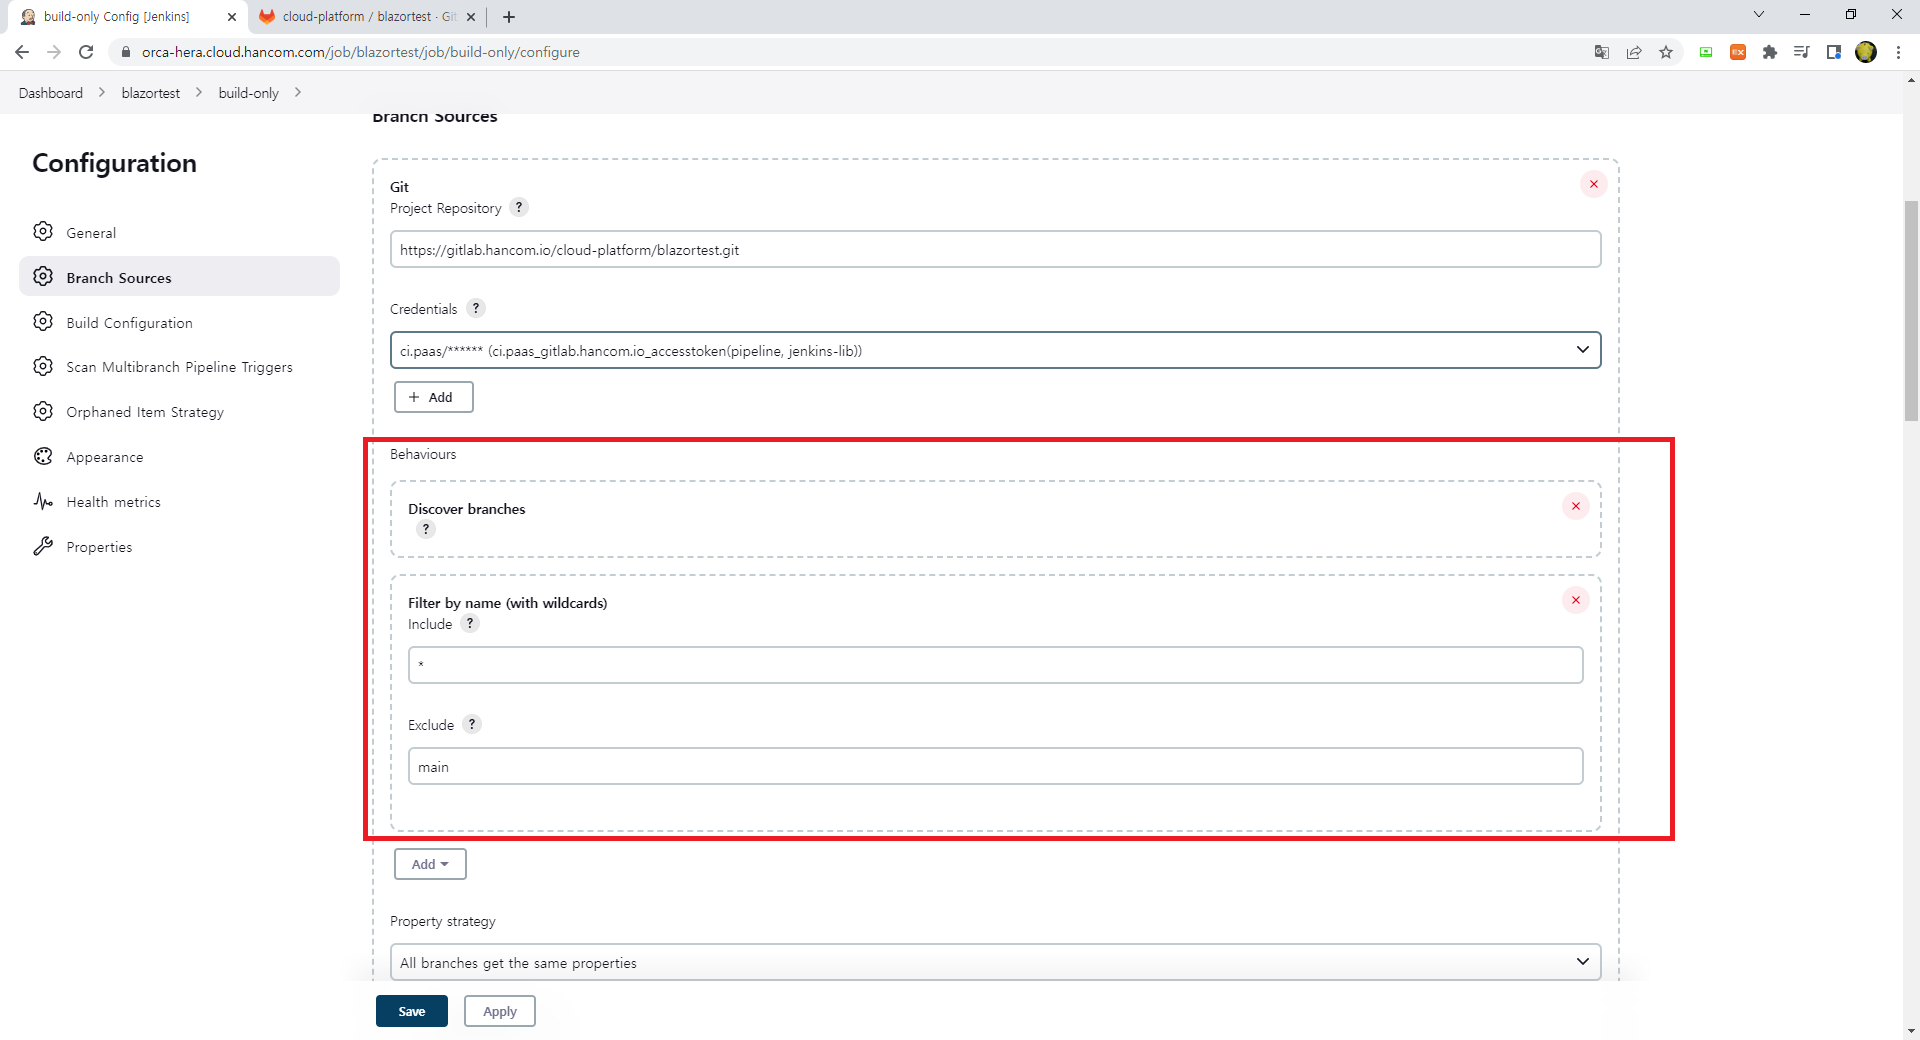 build-only Config [Jenkins]
cloud-platform / blazortest · Git
orca-hera.cloud.hancom.com/job/blazortest/job/build-only/configure
EX
Dashboard > blazortest > build-only >
Branch Sources
Configuration
General
Branch Sources
Build Configuration
Scan Multibranch Pipeline Triggers
Orphaned Item Strategy
Appearance
Health metrics
Properties
Git
Project Repository ?
https://gitlab.hancom.io/cloud-platform/blazortest.git
Credentials ?
ci.paas/****** (ci.paas_gitlab.hancom.io_accesstoken(pipeline, jenkins-lib))
+ Add
Behaviours
Discover branches
?
Filter by name (with wildcards)
Include ?
*
Exclude ?
main
Add
Property strategy
All branches get the same properties
Save
Apply